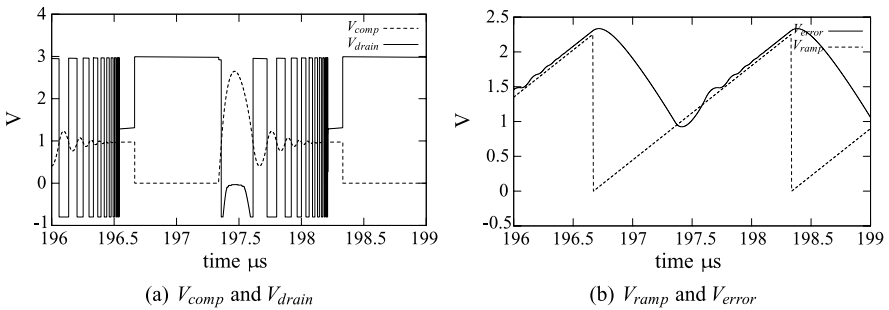 4
3
2
1
0
-1
V
V_comp
V_drain
196 196.5 197 197.5 198 198.5 199
time μs
(a) V_comp and V_drain
2.5
2
1.5
1
0.5
0
-0.5
V
V_error
V_ramp
196 196.5 197 197.5 198 198.5 199
time μs
(b) V_ramp and V_error